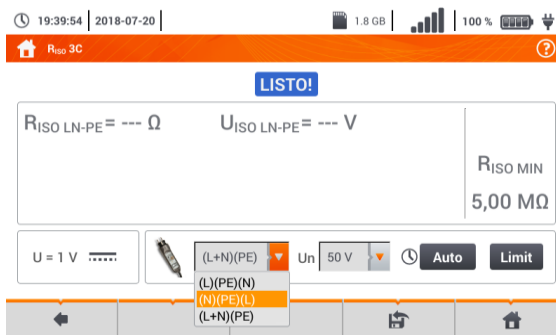 19:39:54 2018-07-20 1.8 GB 100 %
RISO 3C ?
LISTO!
RISO LN-PE= --- Ω UISO LN-PE= --- V
RISO MIN
5,00 MΩ
U = 1 V (L+N)(PE) Un 50 V Auto Limit
(L)(PE)(N)
(N)(PE)(L)
(L+N)(PE)